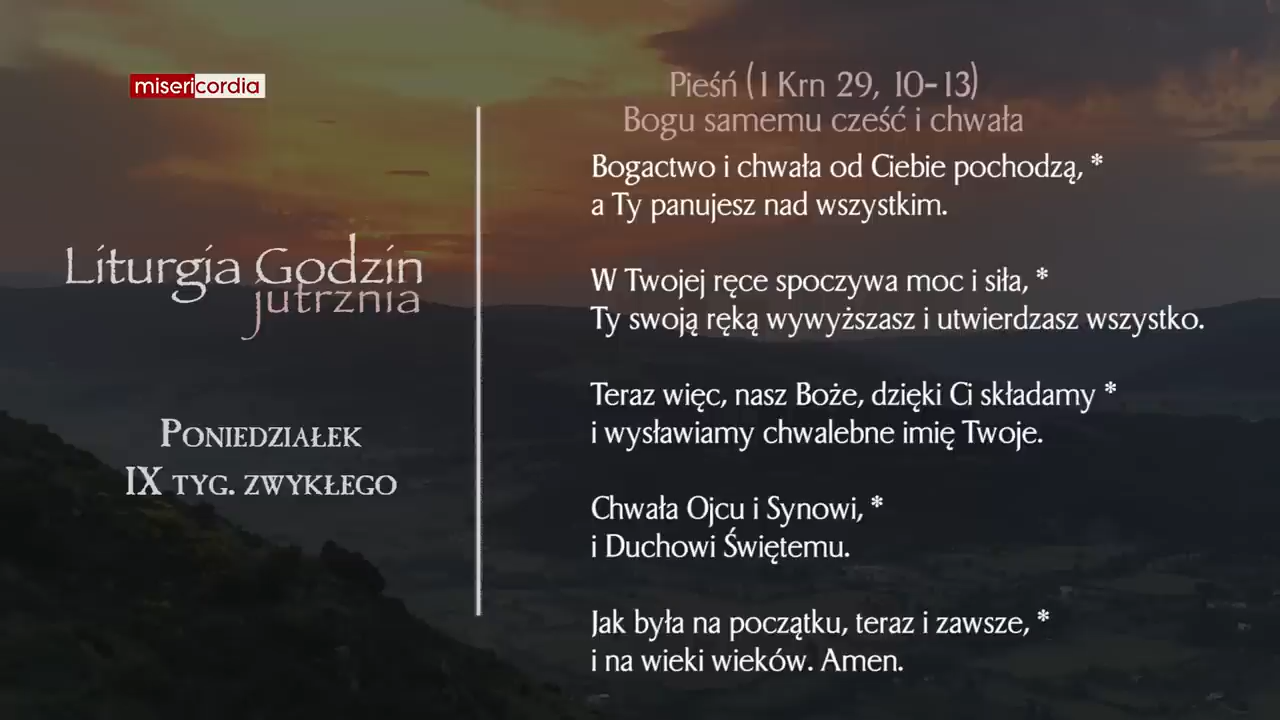 misericordia
Liturgia Godzin
jutrznia
Poniedziałek
IX tyg. zwykłego
Pieśń (1 Krn 29, 10-13)
Bogu samemu cześć i chwała
Bogactwo i chwała od Ciebie pochodzą, *
a Ty panujesz nad wszystkim.
W Twojej ręce spoczywa moc i siła, *
Ty swoją ręką wywyższasz i utwierdzasz wszystko.
Teraz więc, nasz Boże, dzięki Ci składamy *
i wysławiamy chwalebne imię Twoje.
Chwała Ojcu i Synowi, *
i Duchowi Świętemu.
Jak była na początku, teraz i zawsze, *
i na wieki wieków. Amen.